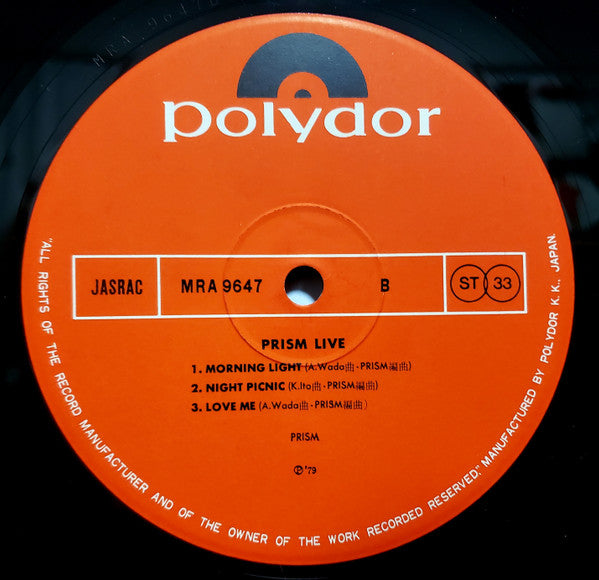 MRA 9647
polydor
JASRAC
MRA 9647
B
ST 33
PRISM LIVE
1. MORNING LIGHT (A.Wada曲-PRISM編曲)
2. NIGHT PICNIC (K.Ito曲-PRISM編曲)
3. LOVE ME (A.Wada曲-PRISM編曲)
PRISM
Ⓟ'79
"ALL RIGHTS OF THE RECORD MANUFACTURER AND OF THE OWNER OF THE WORK RECORDED RESERVED." MANUFACTURED BY POLYDOR K.K., JAPAN.